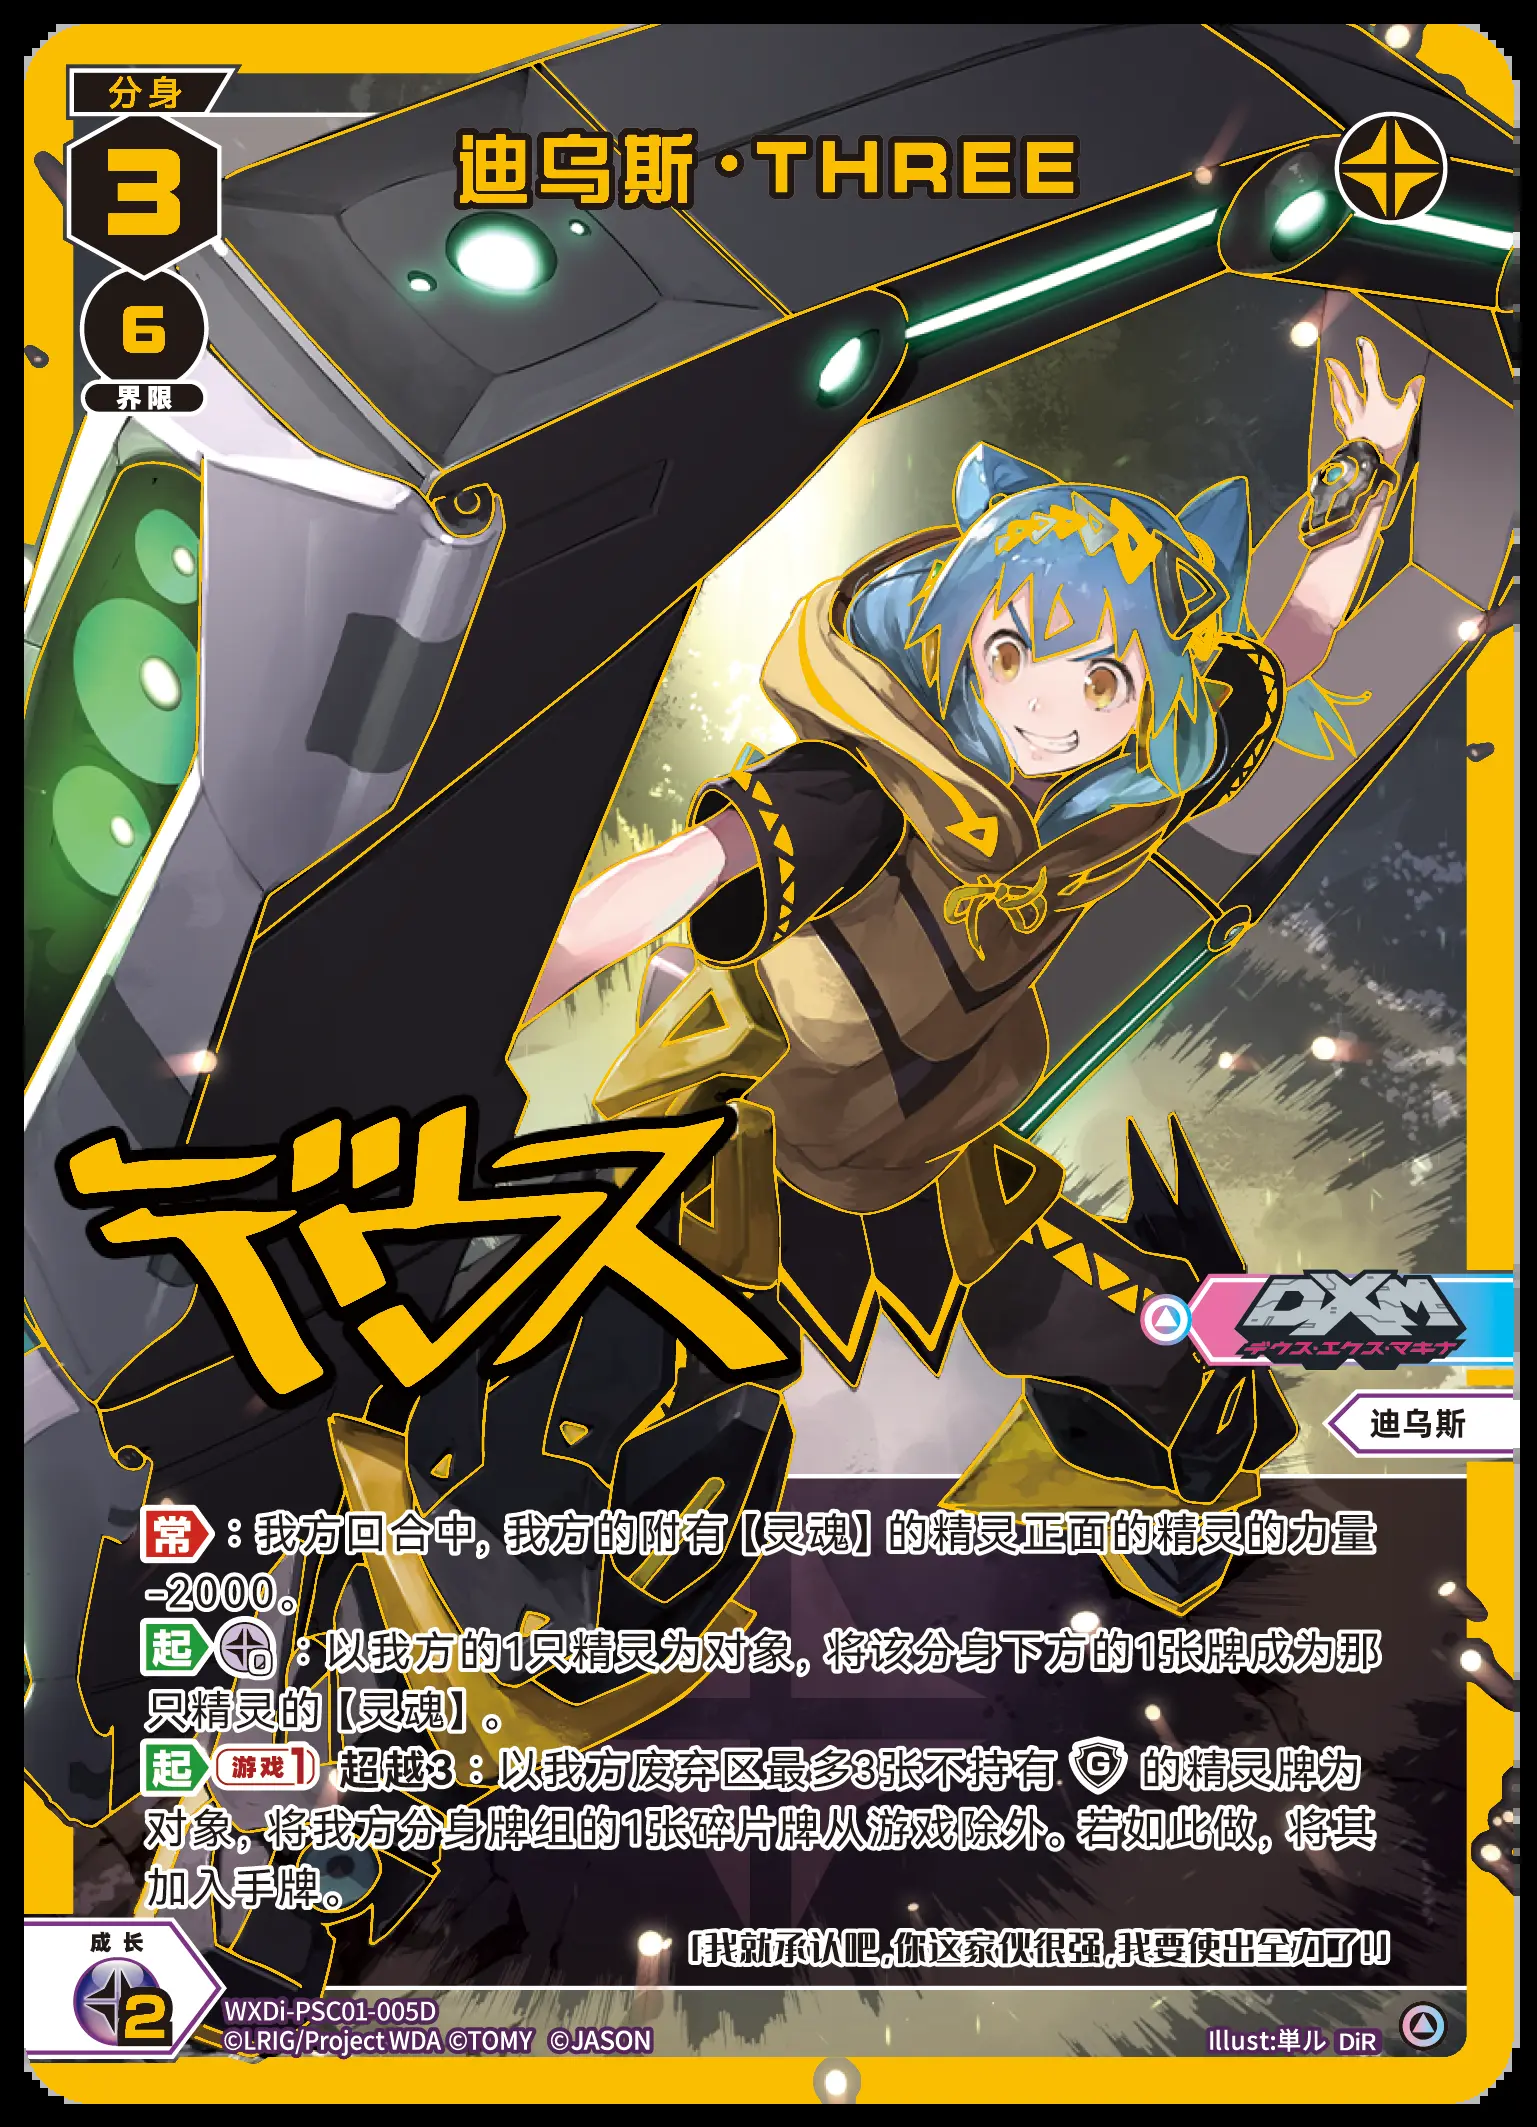 分身
3
迪乌斯·THREE
6
界限
デウス
DXM
デウス・エクス・マキナ
迪乌斯
常：我方回合中，我方的附有【灵魂】的精灵正面的精灵的力量
-2000。
起 0：以我方的1只精灵为对象，将该分身下方的1张牌成为那
只精灵的【灵魂】。
起 游戏1 超越3：以我方废弃区最多3张不持有 G 的精灵牌为
对象，将我方分身牌组的1张碎片牌从游戏除外。若如此做，将其
加入手牌。
「我就承认吧，你这家伙很强，我要使出全力了！」
成长
2
WXDi-PSC01-005D
©LRIG/Project WDA ©TOMY ©JASON
Illust:単ル DiR